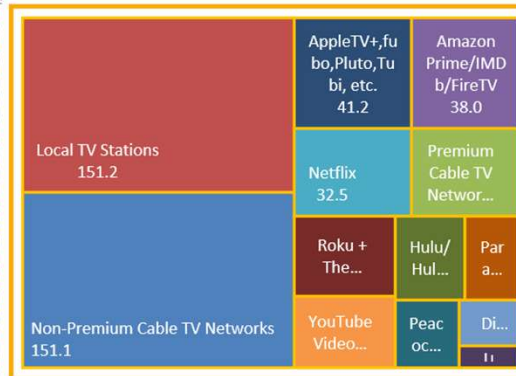 Local TV Stations
151.2
Non-Premium Cable TV Networks
151.1
AppleTV+,fu
bo,Pluto,Tu
bi, etc.
41.2
Amazon
Prime/IMD
b/FireTV
38.0
Netflix
32.5
Premium
Cable TV
Networ...
Roku +
The...
Hulu/
Hul...
Par
a...
YouTube
Video...
Peac
oc...
Di...